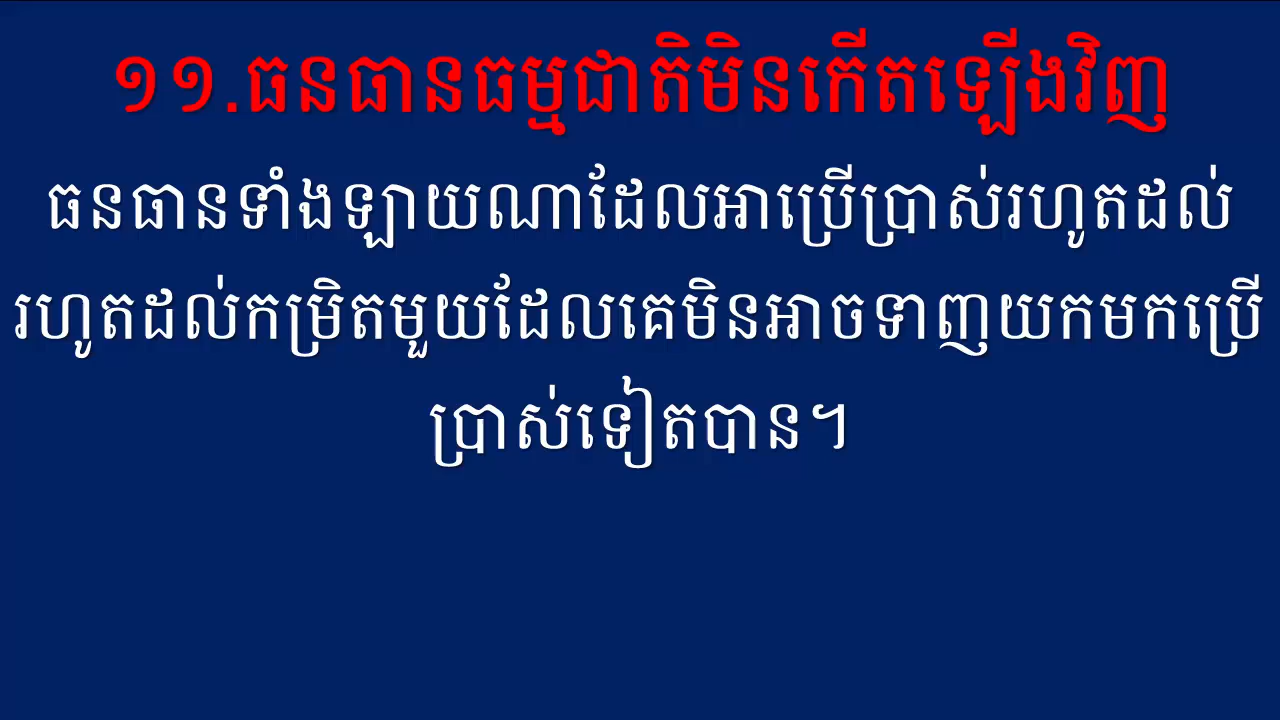 ១១.ធនធានធម្មជាតិមិនកើតឡើងវិញ
ធនធានទាំងឡាយណាដែលអាប្រើប្រាស់រហូតដល់
រហូតដល់កម្រិតមួយដែលគេមិនអាចទាញយកមកប្រើ
ប្រាស់ទៀតបាន។